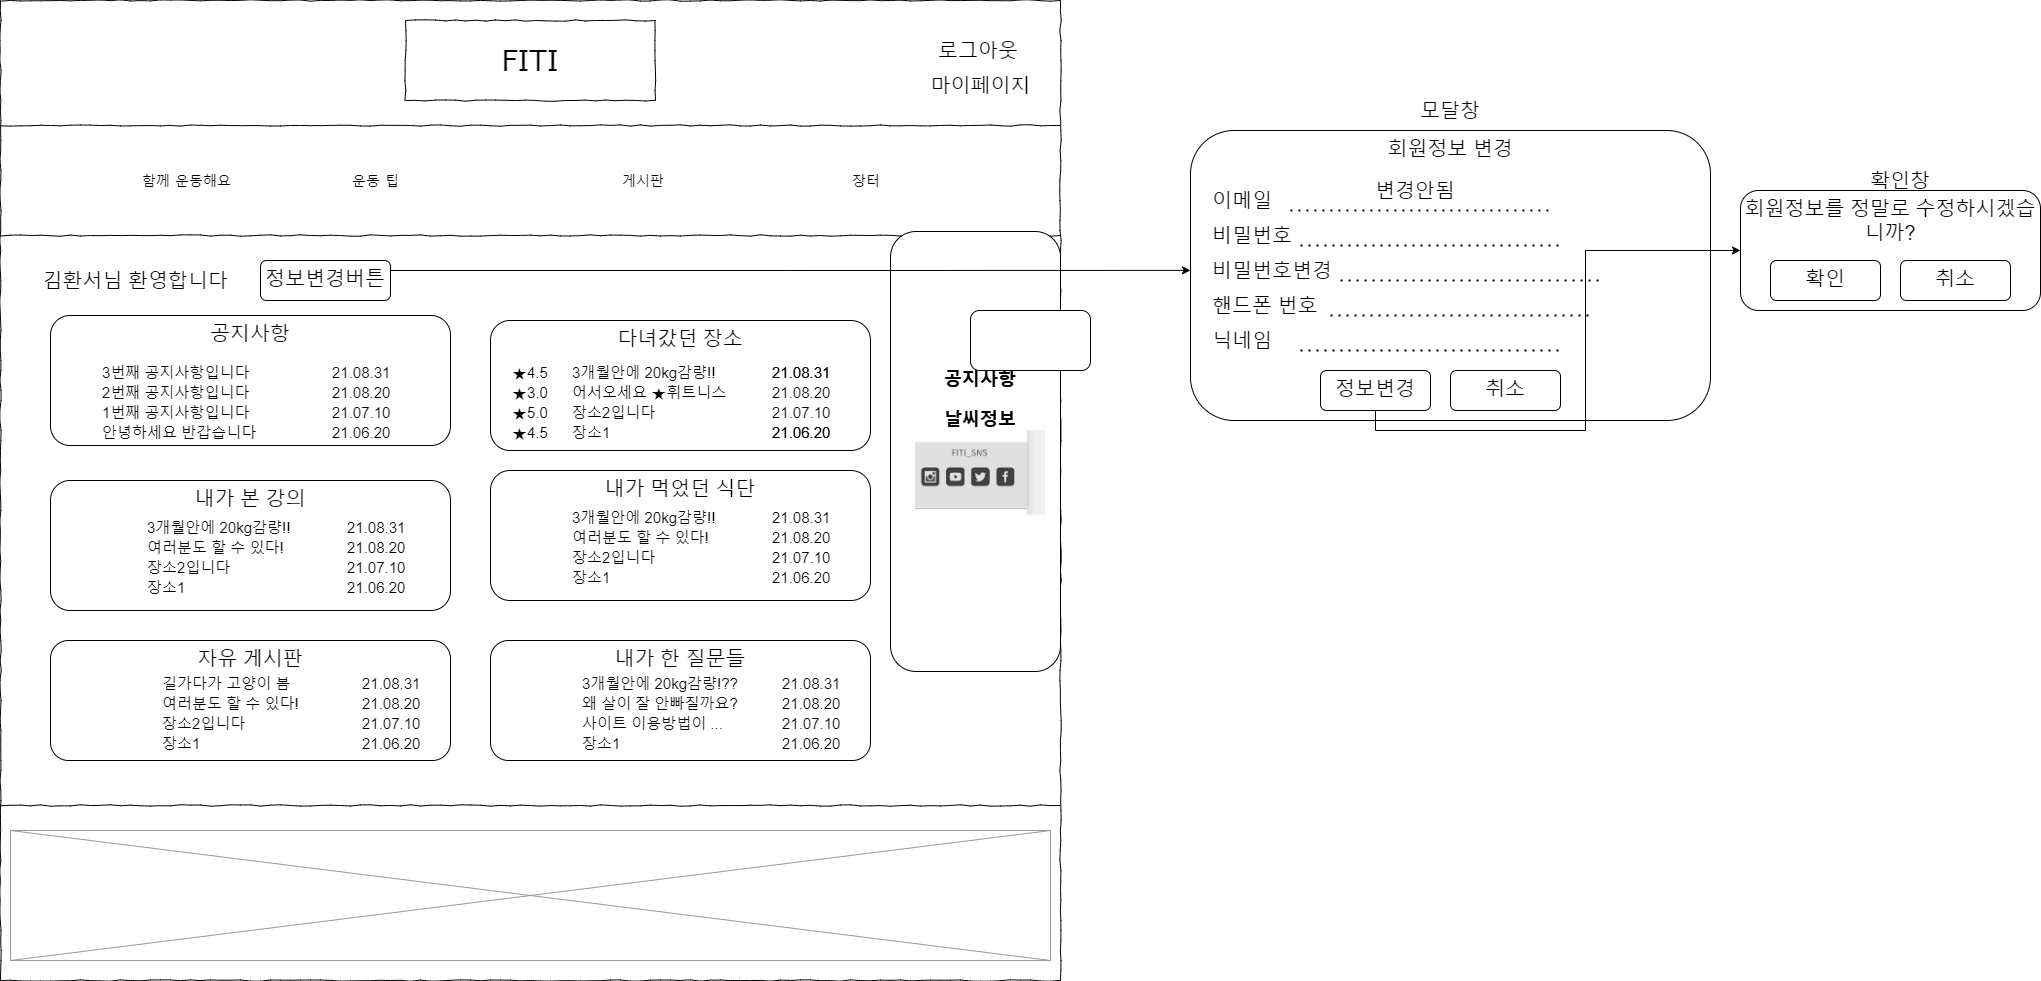 FITI
로그아웃
마이페이지
함께 운동해요
운동 팁
게시판
장터
김환서님 환영합니다
정보변경버튼
공지사항
3번째 공지사항입니다 21.08.31
2번째 공지사항입니다 21.08.20
1번째 공지사항입니다 21.07.10
안녕하세요 반갑습니다 21.06.20
다녀갔던 장소
★4.5 3개월안에 20kg감량!! 21.08.31
★3.0 어서오세요 ★휘트니스 21.08.20
★5.0 장소2입니다 21.07.10
★4.5 장소1 21.06.20
내가 본 강의
3개월안에 20kg감량!! 21.08.31
여러분도 할 수 있다! 21.08.20
장소2입니다 21.07.10
장소1 21.06.20
내가 먹었던 식단
3개월안에 20kg감량!! 21.08.31
여러분도 할 수 있다! 21.08.20
장소2입니다 21.07.10
장소1 21.06.20
자유 게시판
길가다가 고양이 봄 21.08.31
여러분도 할 수 있다! 21.08.20
장소2입니다 21.07.10
장소1 21.06.20
내가 한 질문들
3개월안에 20kg감량!?? 21.08.31
왜 살이 잘 안빠질까요? 21.08.20
사이트 이용방법이 ... 21.07.10
장소1 21.06.20
공지사항
날씨정보
FITI_SNS
모달창
회원정보 변경
이메일 변경안됨
비밀번호
비밀번호변경
핸드폰 번호
닉네임
정보변경
취소
확인창
회원정보를 정말로 수정하시겠습
니까?
확인
취소